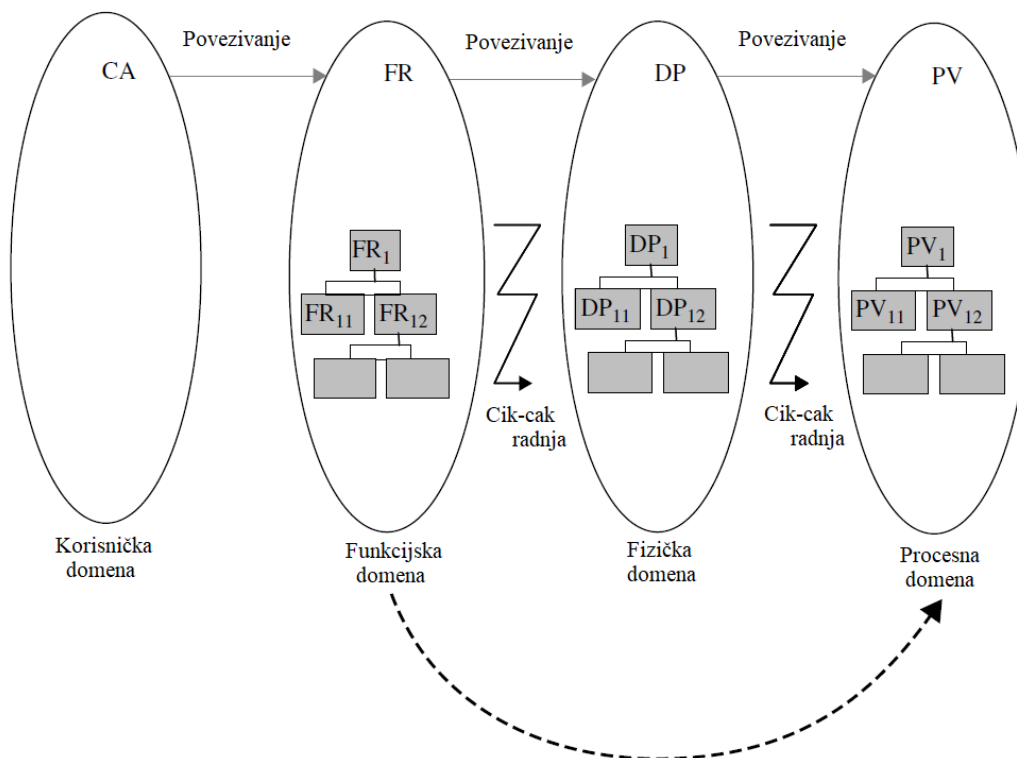 Povezivanje
Povezivanje
Povezivanje
CA
FR
DP
PV
FR1
FR11
FR12
DP1
DP11
DP12
PV1
PV11
PV12
Cik-cak
radnja
Cik-cak
radnja
Korisnička
domena
Funkcijska
domena
Fizička
domena
Procesna
domena